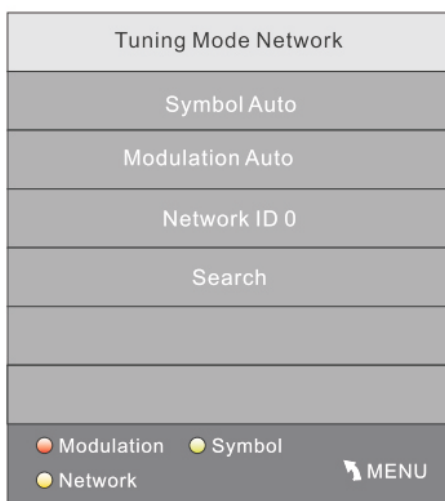 Tuning Mode Network
Symbol Auto
Modulation Auto
Network ID 0
Search
Modulation Symbol
Network MENU